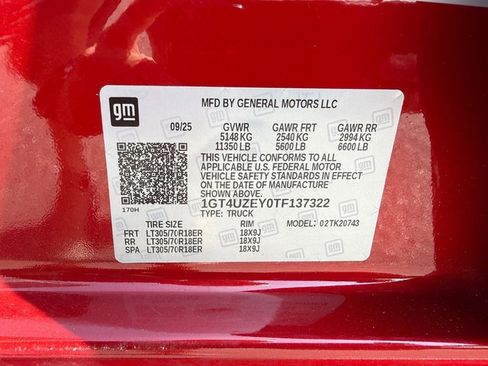 gm
MFD BY GENERAL MOTORS LLC
09/25 GVWR GAWR FRT GAWR RR
5148 KG 2540 KG 2994 KG
11350 LB 5600 LB 6600 LB
THIS VEHICLE CONFORMS TO ALL
APPLICABLE U.S. FEDERAL MOTOR
VEHICLE SAFETY STANDARDS IN EFFECT
ON THE DATE OF MANUFACTURE
SHOWN ABOVE.
170H 1GT4UZEY0TF137322
TYPE: TRUCK
TIRE SIZE RIM MODEL: 02TK20743
FRT LT305/70R18ER 18X9J
RR LT305/70R18ER 18X9J
SPA LT305/70R18ER 18X9J